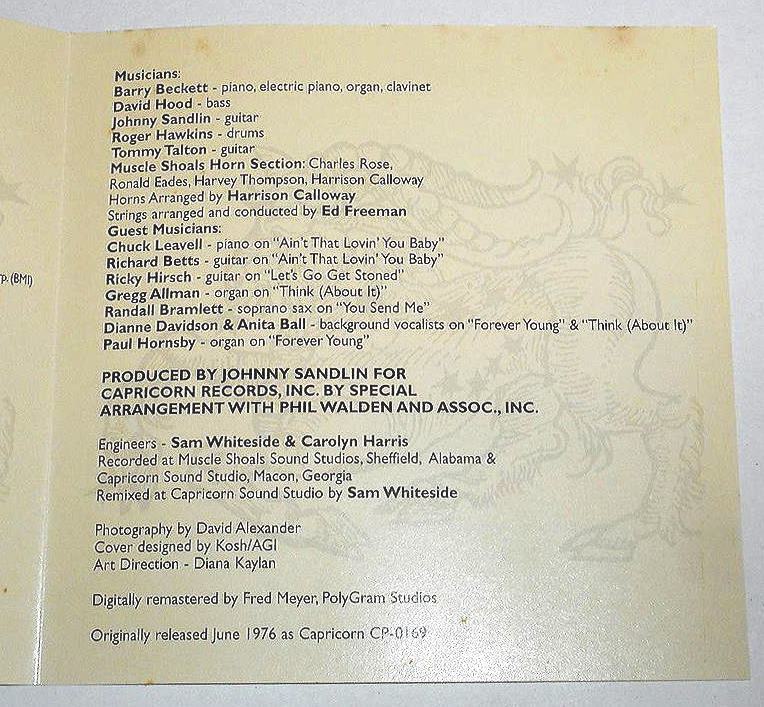 P. (BMI)
Musicians:
Barry Beckett - piano, electric piano, organ, clavinet
David Hood - bass
Johnny Sandlin - guitar
Roger Hawkins - drums
Tommy Talton - guitar
Muscle Shoals Horn Section: Charles Rose,
Ronald Eades, Harvey Thompson, Harrison Calloway
Horns Arranged by Harrison Calloway
Strings arranged and conducted by Ed Freeman
Guest Musicians:
Chuck Leavell - piano on "Ain't That Lovin' You Baby"
Richard Betts - guitar on "Ain't That Lovin' You Baby"
Ricky Hirsch - guitar on "Let's Go Get Stoned"
Gregg Allman - organ on "Think (About It)"
Randall Bramlett - soprano sax on "You Send Me"
Dianne Davidson & Anita Ball - background vocalists on "Forever Young" & "Think (About It)"
Paul Hornsby - organ on "Forever Young"
PRODUCED BY JOHNNY SANDLIN FOR
CAPRICORN RECORDS, INC. BY SPECIAL
ARRANGEMENT WITH PHIL WALDEN AND ASSOC., INC.
Engineers - Sam Whiteside & Carolyn Harris
Recorded at Muscle Shoals Sound Studios, Sheffield, Alabama &
Capricorn Sound Studio, Macon, Georgia
Remixed at Capricorn Sound Studio by Sam Whiteside
Photography by David Alexander
Cover designed by Kosh/AGI
Art Direction - Diana Kaylan
Digitally remastered by Fred Meyer, PolyGram Studios
Originally released June 1976 as Capricorn CP-0169